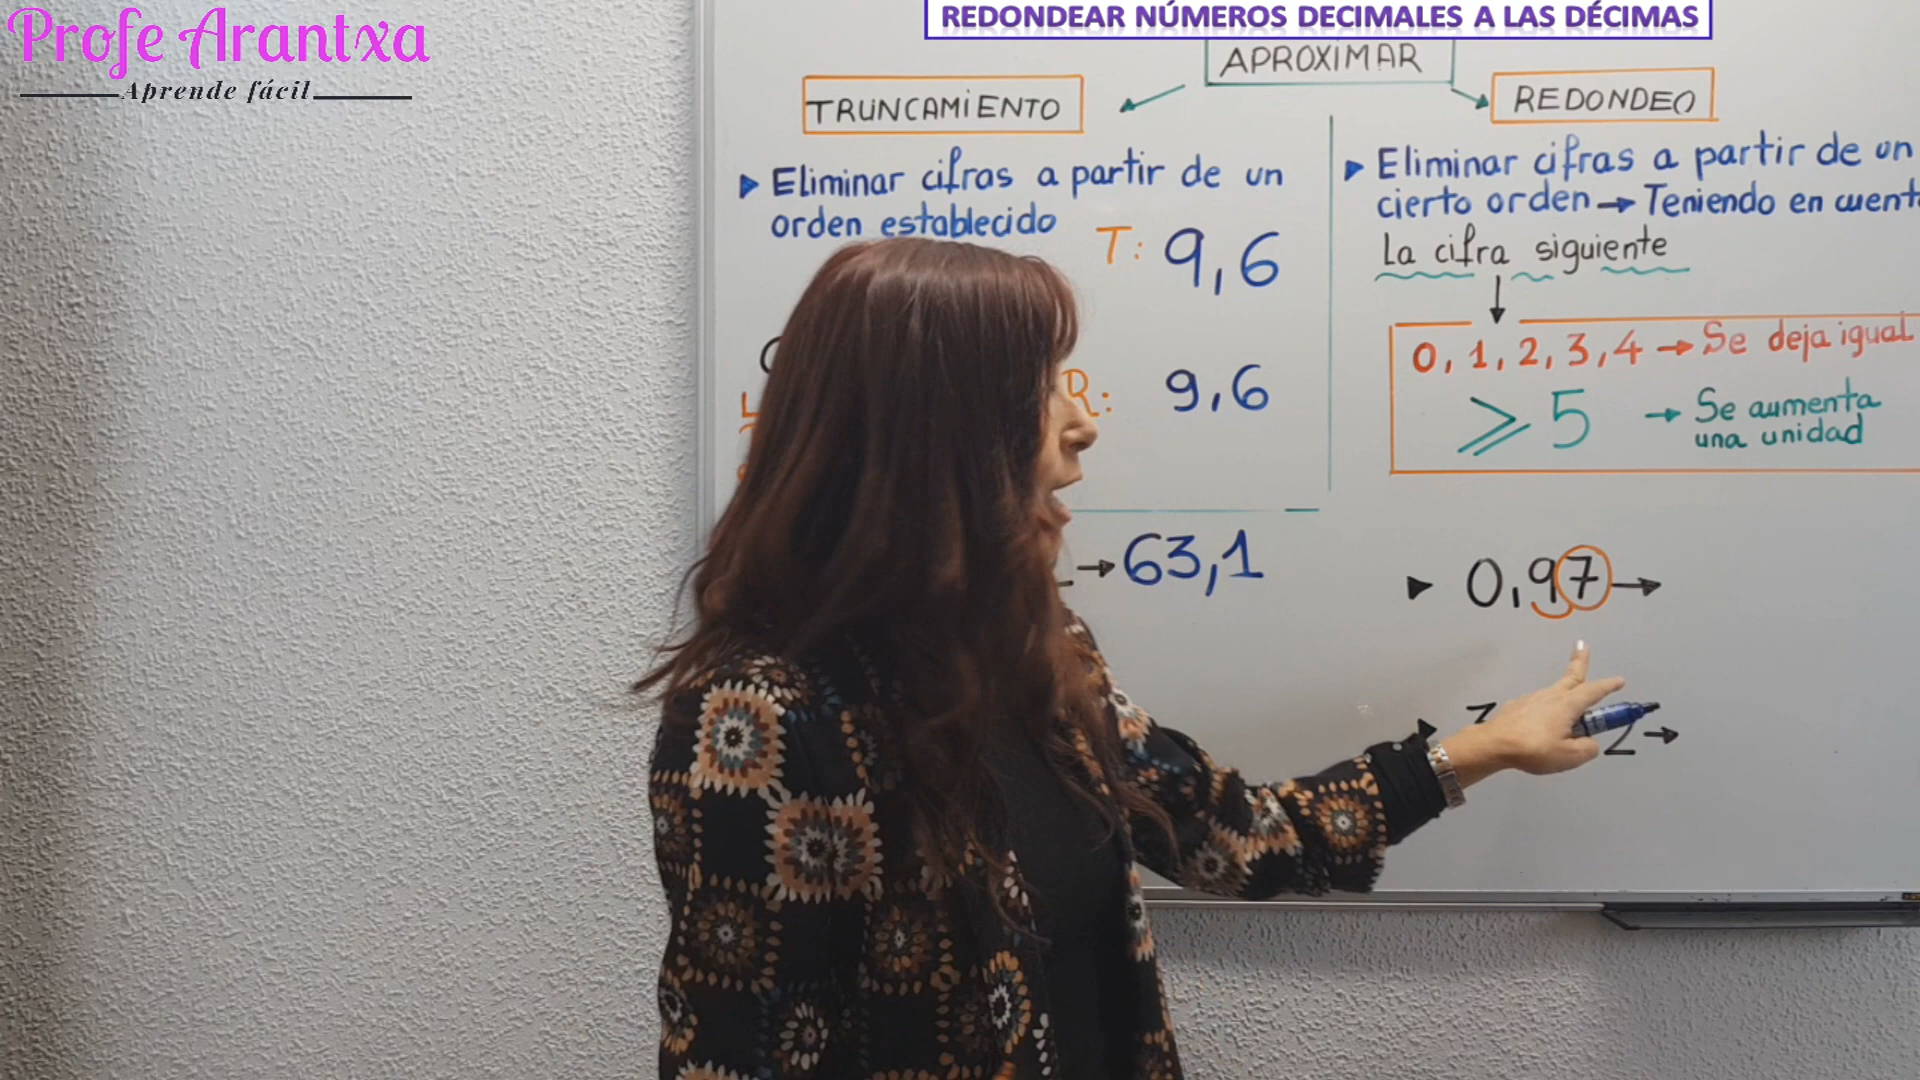 Profe Arantxa
Aprende fácil
REDONDEAR NÚMEROS DECIMALES A LAS DÉCIMAS
APROXIMAR
TRUNCAMIENTO
REDONDEO
► Eliminar cifras a partir de un
orden establecido
T: 9,6
R: 9,6
→ 63,1
► Eliminar cifras a partir de un
cierto orden → Teniendo en
La cifra siguiente
0, 1, 2, 3, 4 → Se deja igual
⩾ 5 → Se aumenta
una unidad
► 0,97 →
2 →